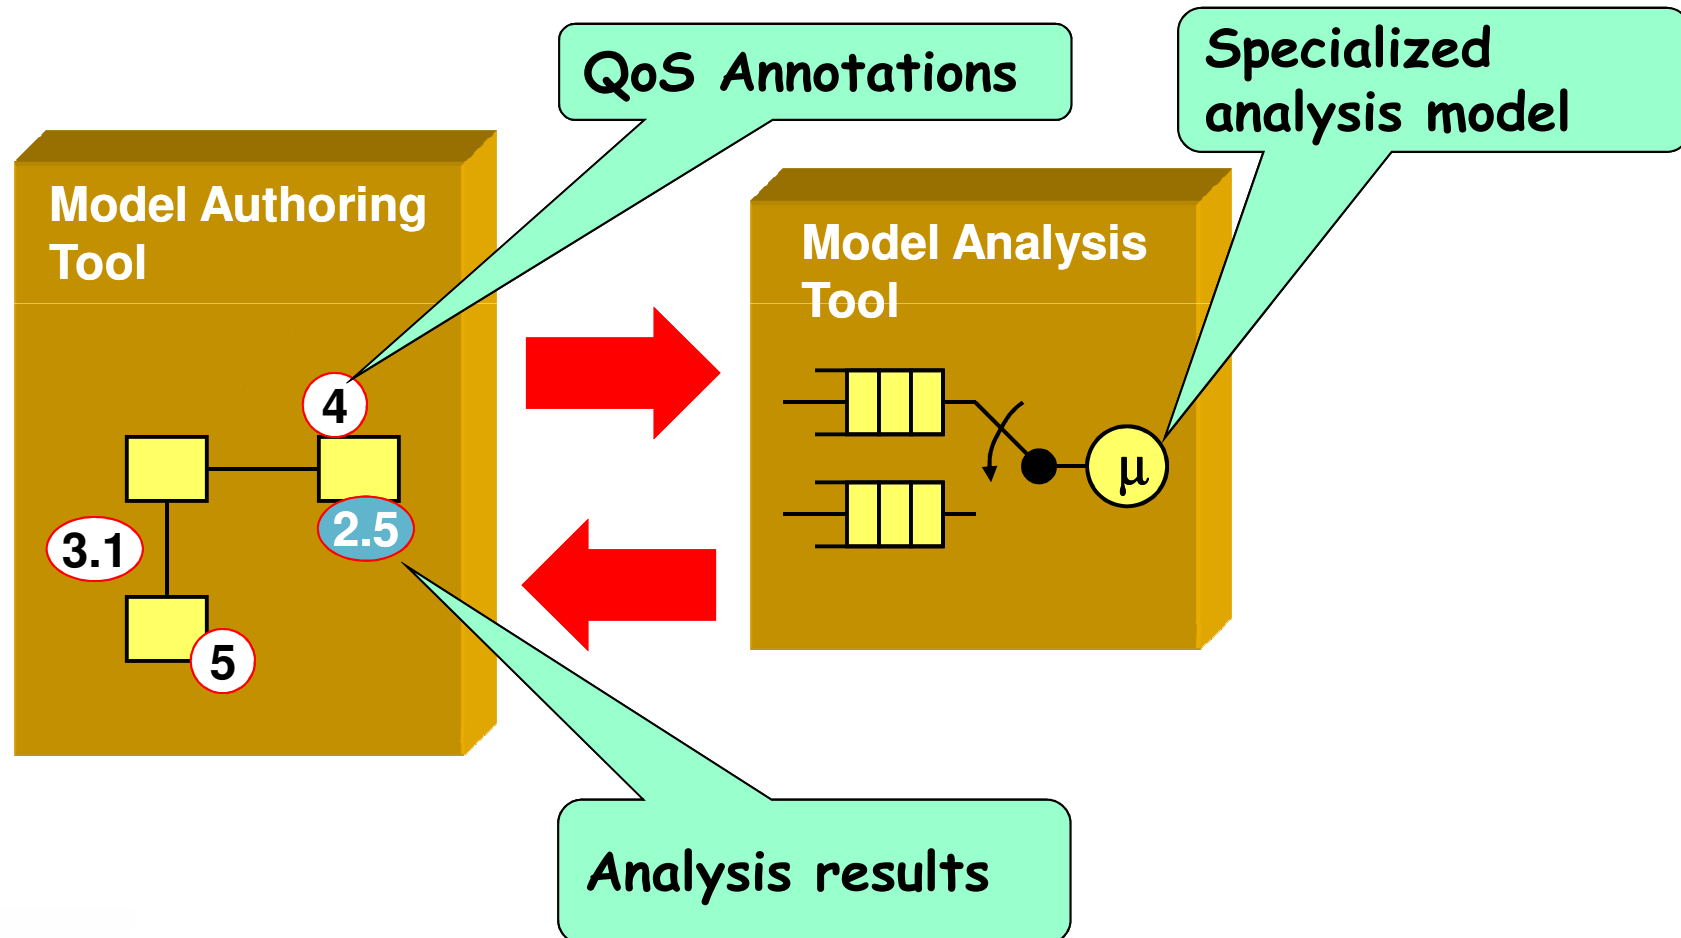 QoS Annotations
Specialized
analysis model
Model Authoring
Tool
Model Analysis
Tool
4
2.5
3.1
5
μ
Analysis results